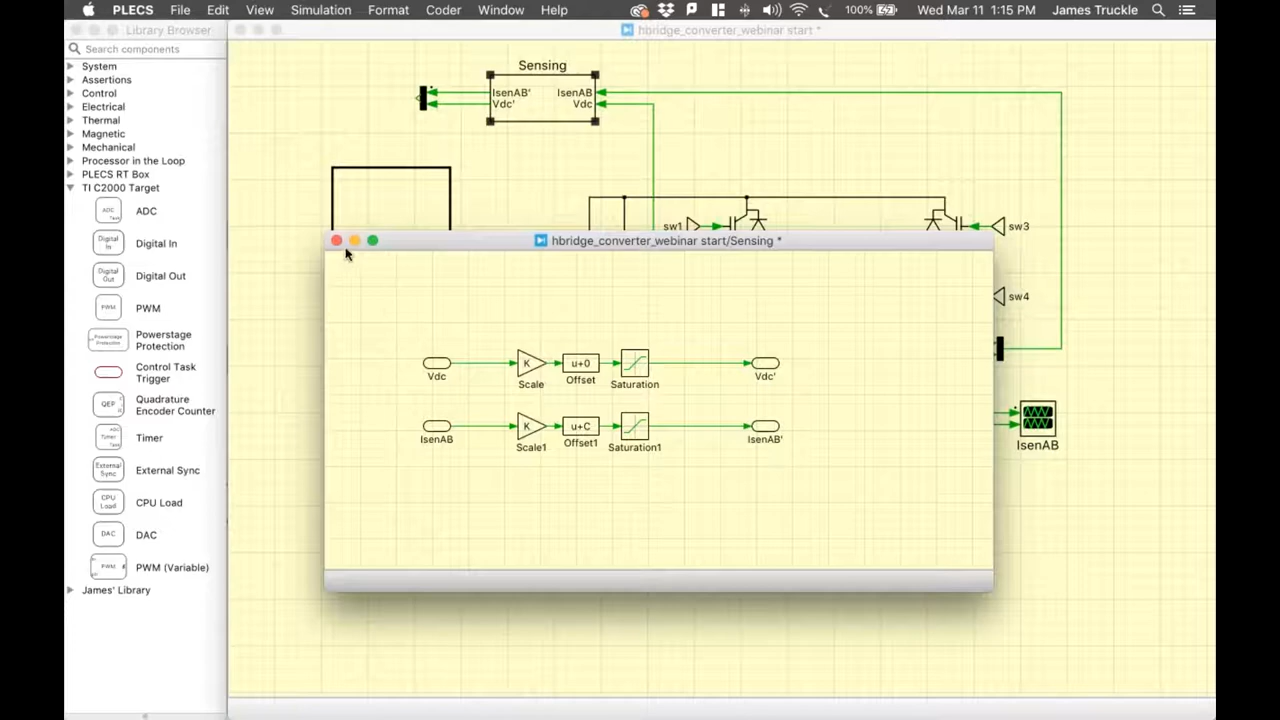 PLECS File Edit View Simulation Format Coder Window Help 100% Wed Mar 11 1:15 PM James Truckle
Library Browser
hbridge_converter_webinar start *
Search components
System
Assertions
Control
Electrical
Thermal
Magnetic
Mechanical
Processor in the Loop
PLECS RT Box
TI C2000 Target
ADC
Digital In
Digital Out
PWM
Powerstage Protection
Control Task Trigger
QEP Quadrature Encoder Counter
Timer
External Sync
CPU Load
DAC
PWM (Variable)
James' Library
Sensing
IsenAB' IsenAB
Vdc' Vdc
sw1 sw3
sw4
IsenAB
hbridge_converter_webinar start/Sensing *
K u+0
Vdc Scale Offset Saturation Vdc'
K u+C
IsenAB Scale1 Offset1 Saturation1 IsenAB'